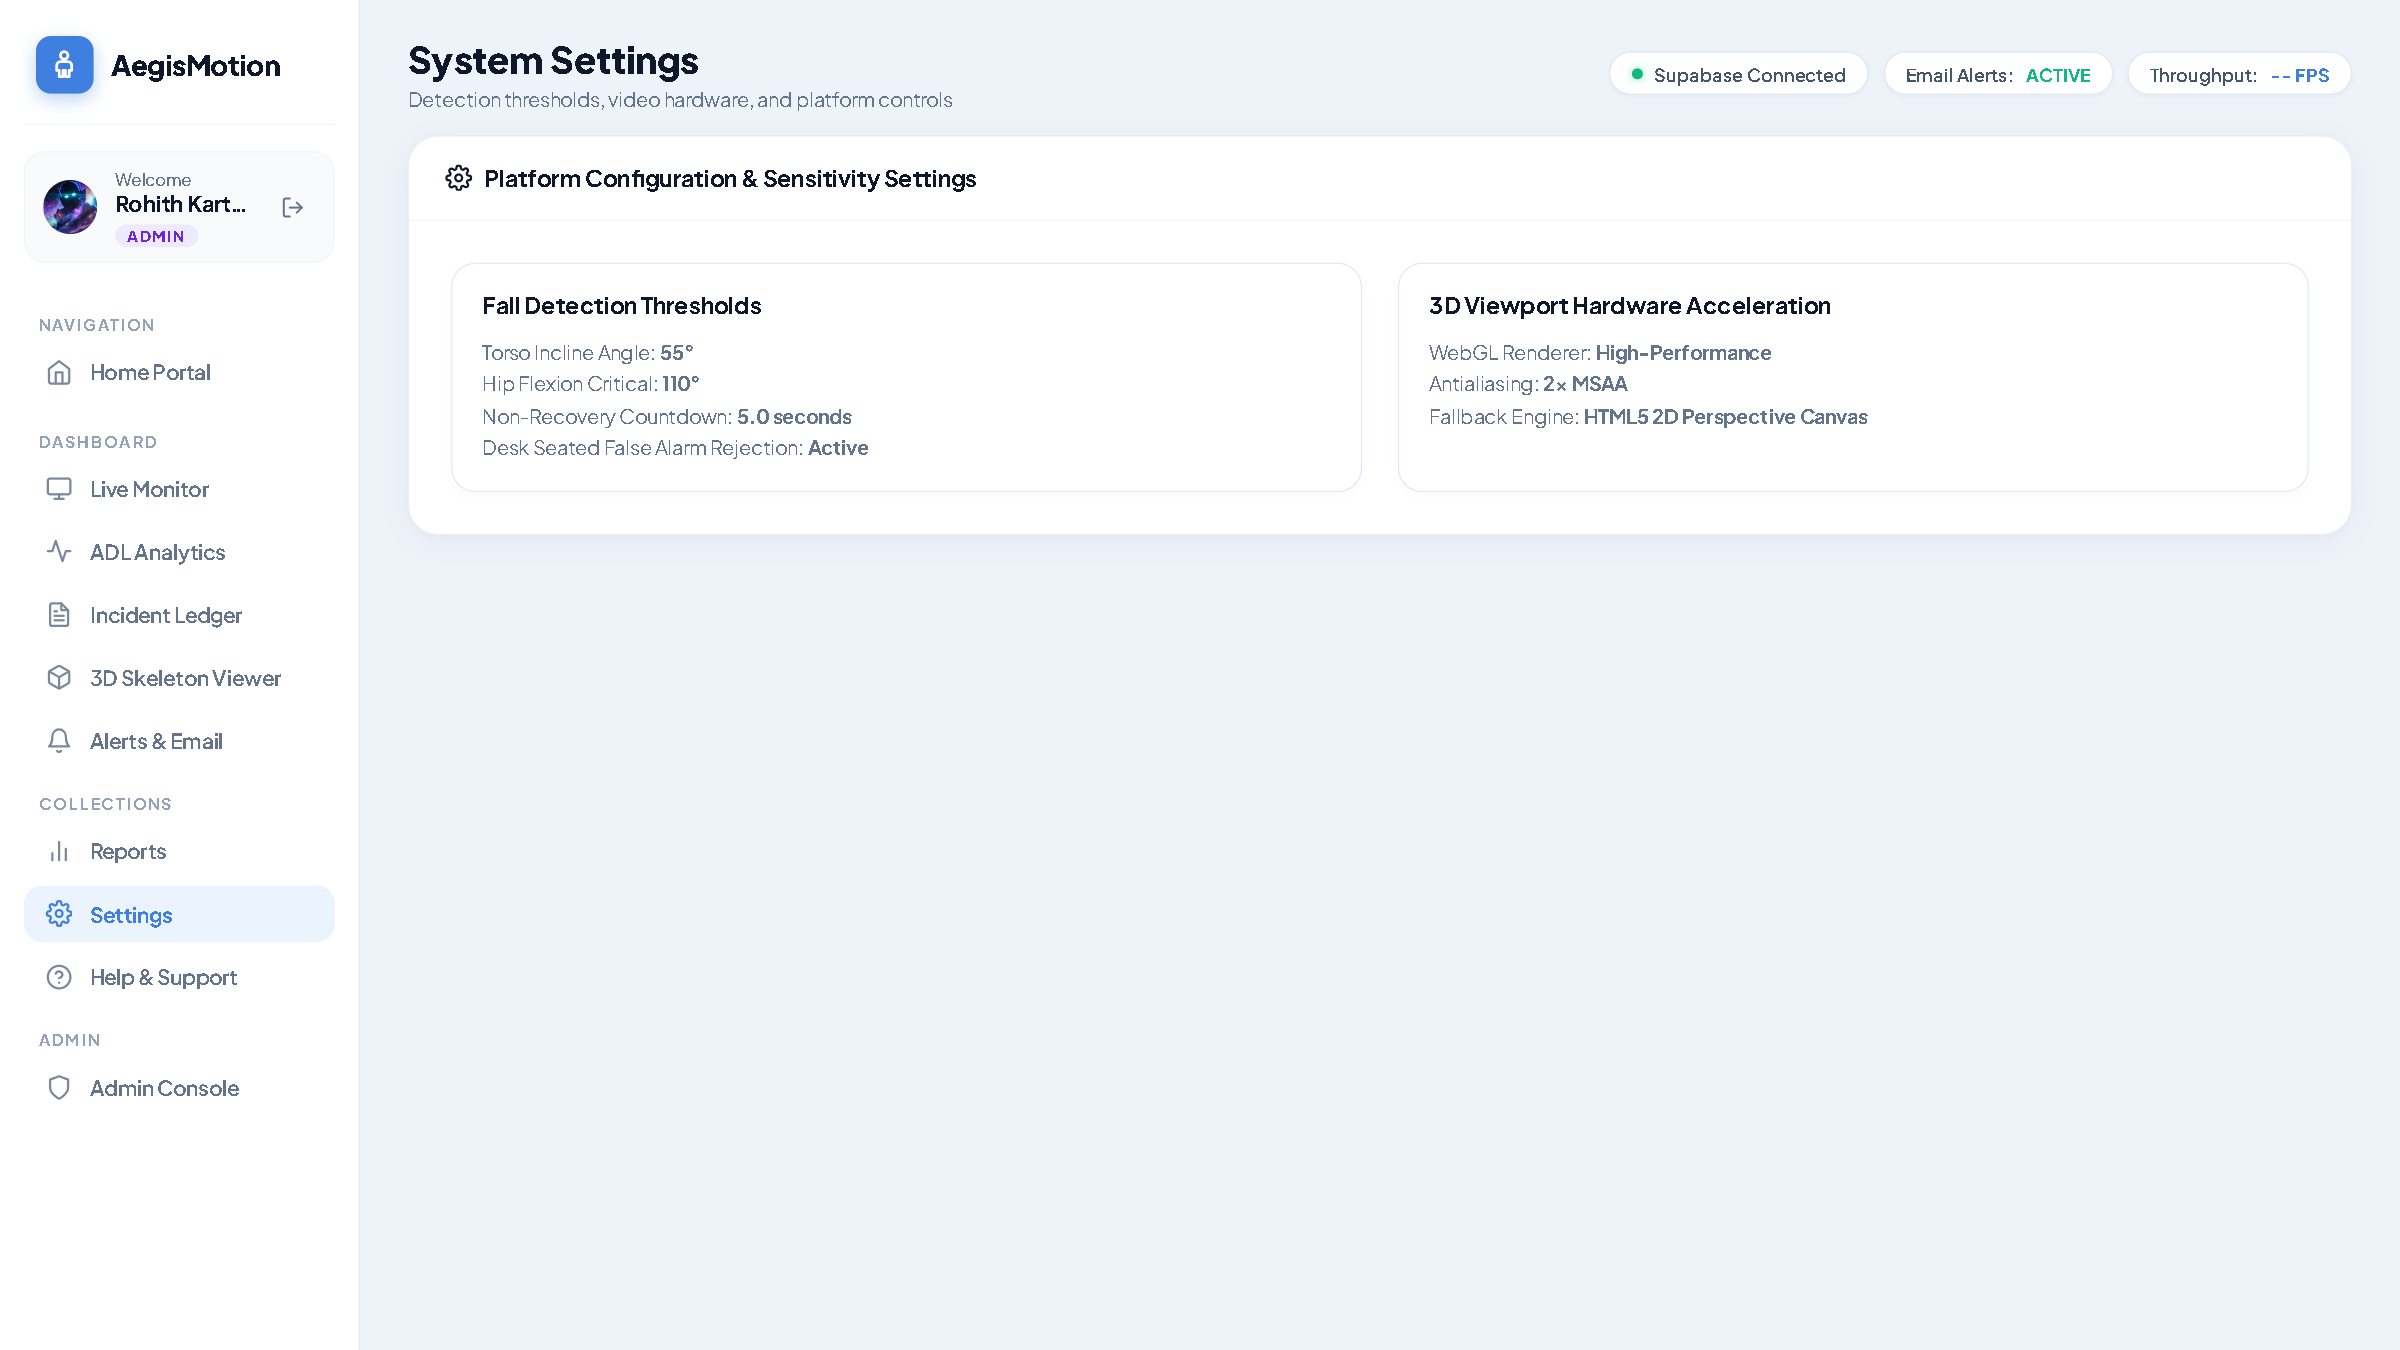 AegisMotion
Welcome
Rohith Kart...
ADMIN
NAVIGATION
Home Portal
DASHBOARD
Live Monitor
ADL Analytics
Incident Ledger
3D Skeleton Viewer
Alerts & Email
COLLECTIONS
Reports
Settings
Help & Support
ADMIN
Admin Console
System Settings
Detection thresholds, video hardware, and platform controls
Supabase Connected
Email Alerts: ACTIVE
Throughput: -- FPS
Platform Configuration & Sensitivity Settings
Fall Detection Thresholds
Torso Incline Angle: 55°
Hip Flexion Critical: 110°
Non-Recovery Countdown: 5.0 seconds
Desk Seated False Alarm Rejection: Active
3D Viewport Hardware Acceleration
WebGL Renderer: High-Performance
Antialiasing: 2× MSAA
Fallback Engine: HTML5 2D Perspective Canvas